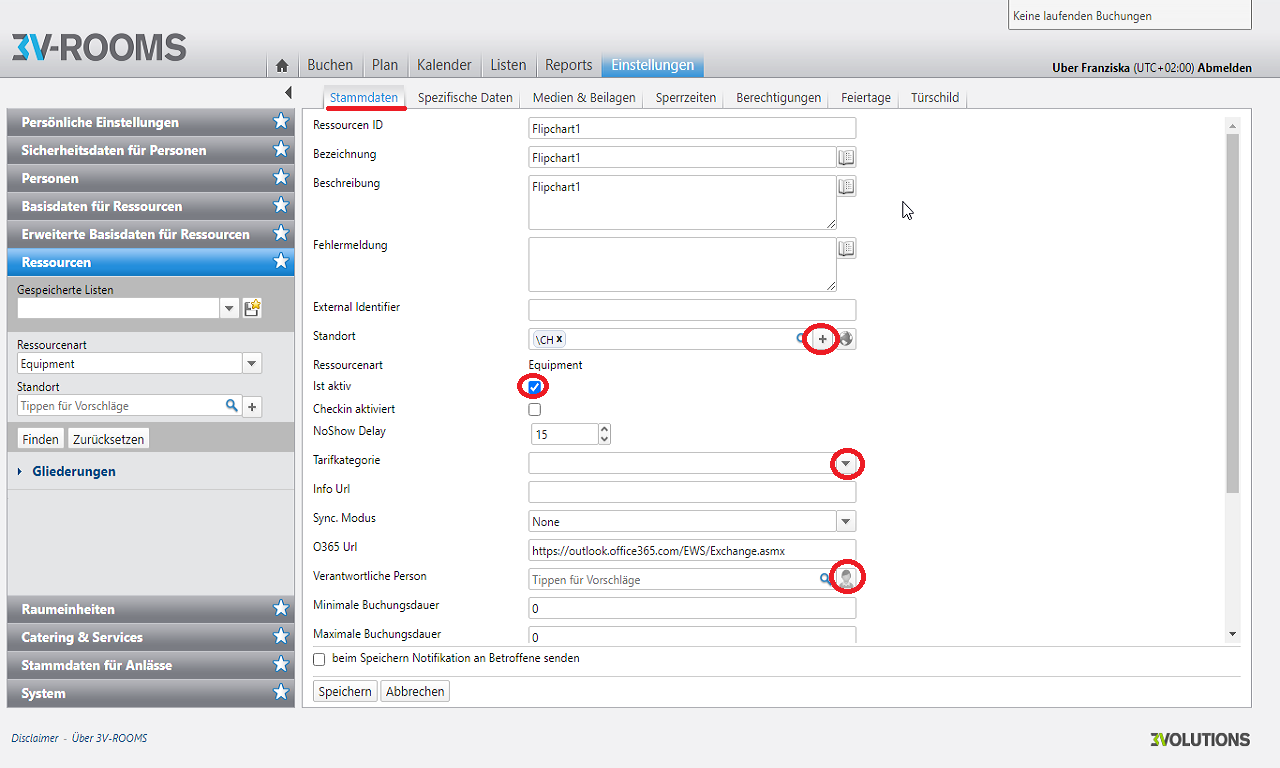 Keine laufenden Buchungen
3V-ROOMS
Buchen Plan Kalender Listen Reports Einstellungen
Uber Franziska (UTC+02:00) Abmelden
Stammdaten Spezifische Daten Medien & Beilagen Sperrzeiten Berechtigungen Feiertage Türschild
Persönliche Einstellungen
Sicherheitsdaten für Personen
Personen
Basisdaten für Ressourcen
Erweiterte Basisdaten für Ressourcen
Ressourcen
Gespeicherte Listen
Ressourcenart
Equipment
Standort
Tippen für Vorschläge
Finden Zurücksetzen
Gliederungen
Raumeinheiten
Catering & Services
Stammdaten für Anlässe
System
Ressourcen ID Flipchart1
Bezeichnung Flipchart1
Beschreibung Flipchart1
Fehlermeldung
External Identifier
Standort \CH x
Ressourcenart Equipment
Ist aktiv
Checkin aktiviert
NoShow Delay 15
Tarifkategorie
Info Url
Sync. Modus None
O365 Url https://outlook.office365.com/EWS/Exchange.asmx
Verantwortliche Person Tippen für Vorschläge
Minimale Buchungsdauer 0
Maximale Buchungsdauer 0
beim Speichern Notifikation an Betroffene senden
Speichern Abbrechen
Disclaimer - Über 3V-ROOMS
3VOLUTIONS